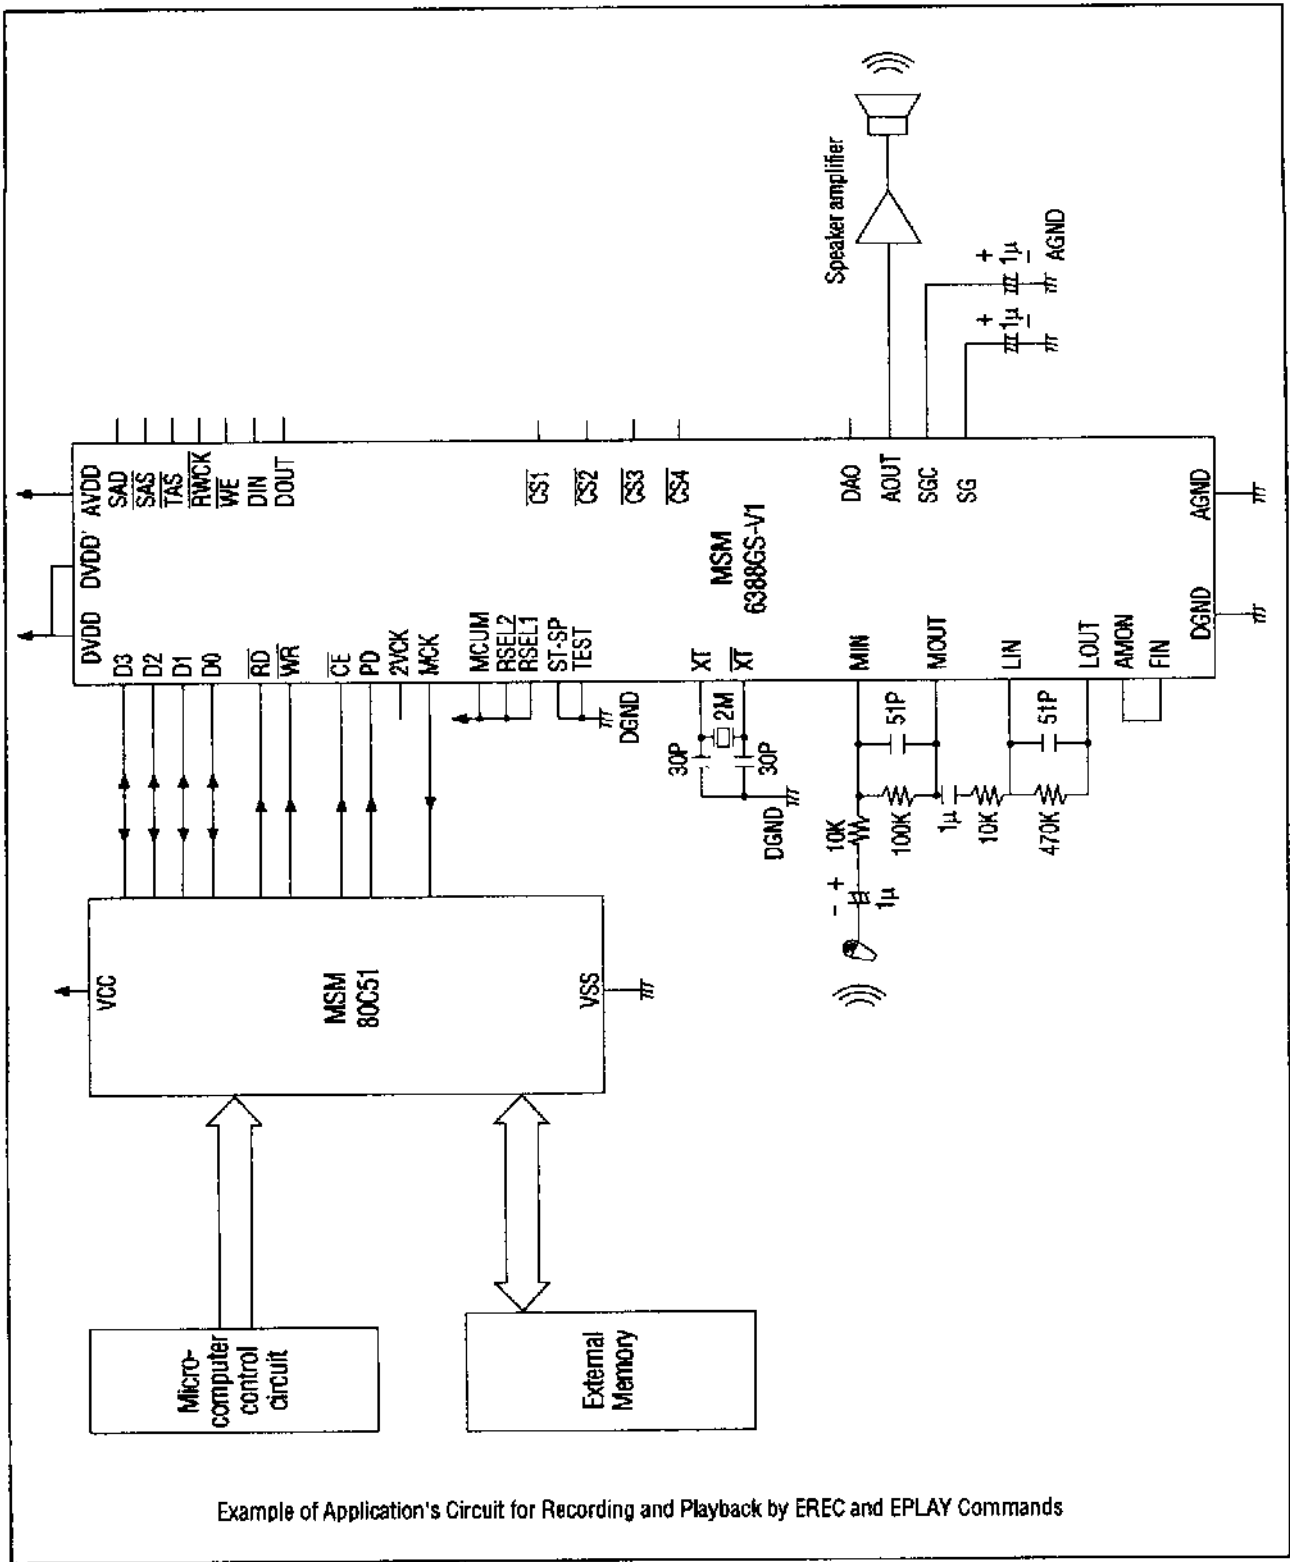 Speaker amplifier
+
1μ
-
AGND
+
1μ
-
AVDD
DVDD'
DVDD
SAD
SAS
TAS
RWCK
WE
DIN
DOUT
CS1
CS2
CS3
CS4
DAO
AOUT
SGC
SG
AGND
DGND
MSM
6388GS-V1
D3
D2
D1
D0
RD
WR
CE
PD
2VCK
MCK
MCUM
RSEL2
RSEL1
ST-SP
TEST
DGND
XT
XT
2M
30P
30P
DGND
MIN
MOUT
LIN
LOUT
AMON
FIN
51P
51P
10K
100K
1μ
10K
470K
- +
1μ
VCC
MSM
80C51
VSS
Micro-
computer
control
circuit
External
Memory
Example of Application's Circuit for Recording and Playback by EREC and EPLAY Commands